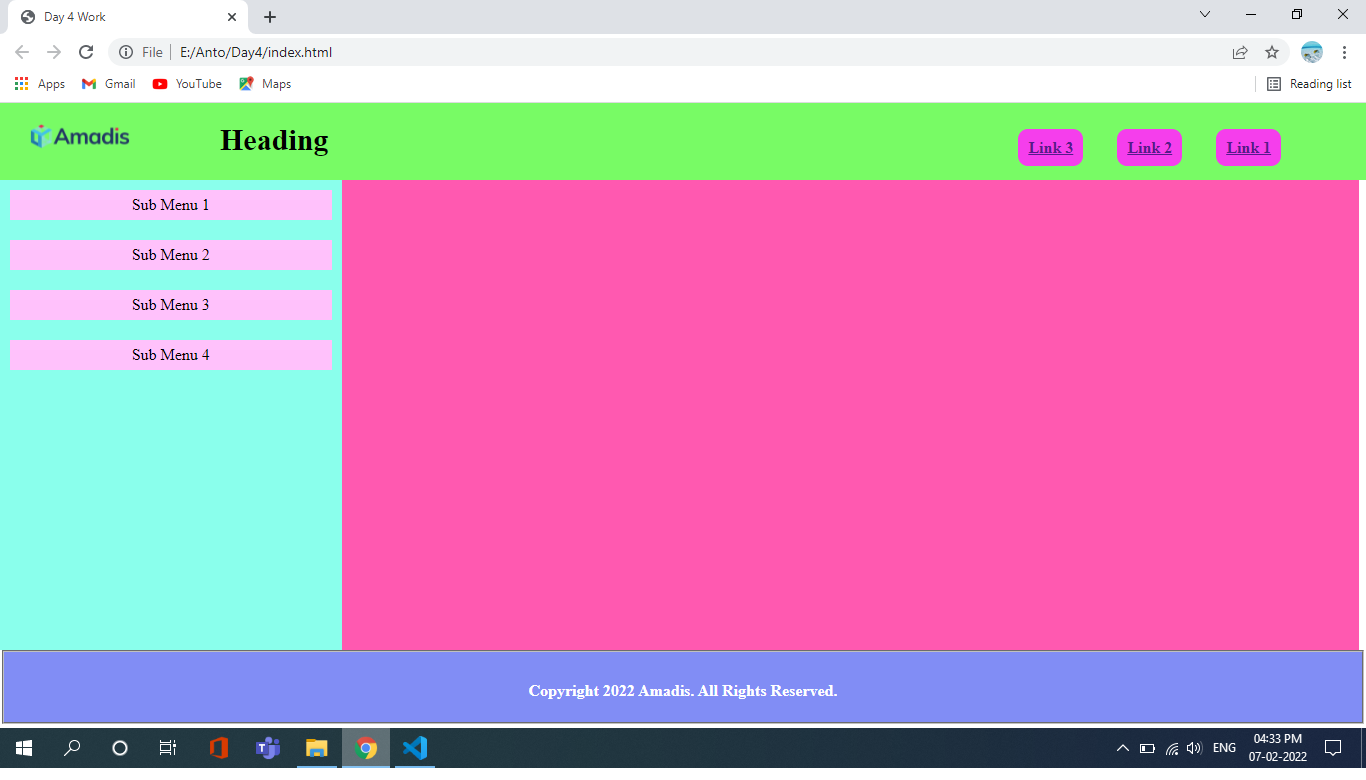 Day 4 Work
File E:/Anto/Day4/index.html
Apps Gmail YouTube Maps Reading list
Amadis Heading Link 3 Link 2 Link 1
Sub Menu 1
Sub Menu 2
Sub Menu 3
Sub Menu 4
Copyright 2022 Amadis. All Rights Reserved.
ENG 04:33 PM
07-02-2022